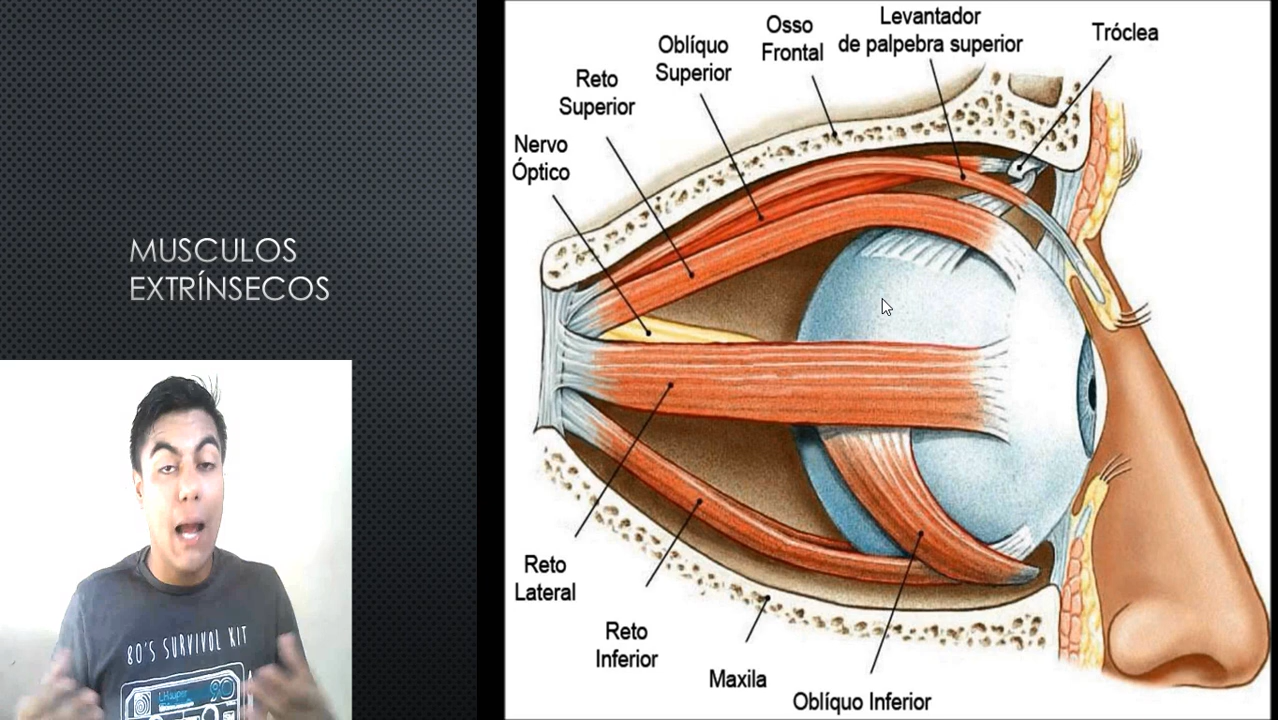 MUSCULOS
EXTRÍNSECOS
Levantador
de palpebra superior
Osso
Frontal
Tróclea
Oblíquo
Superior
Reto
Superior
Nervo
Óptico
Reto
Lateral
Reto
Inferior
Maxila
Oblíquo Inferior
80'S SURVIVOL KIT